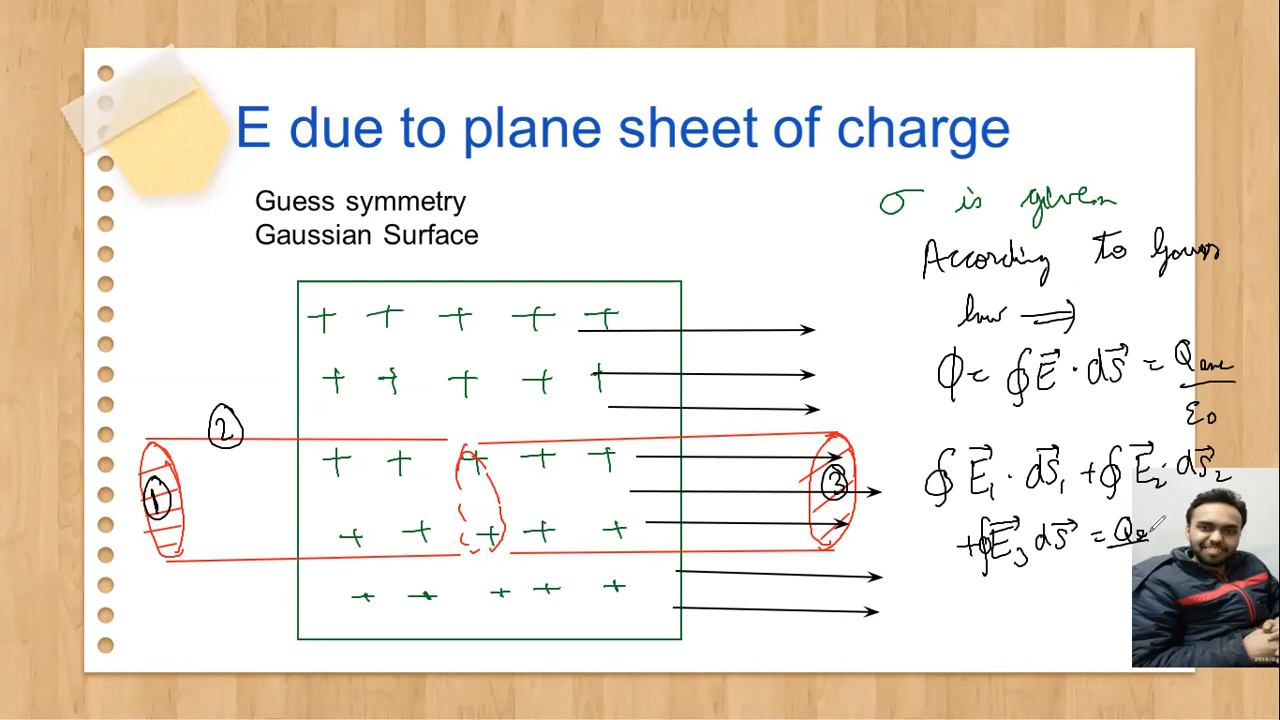 E due to plane sheet of charge
Guess symmetry
Gaussian Surface
σ is given
According to Gauss
law ⟹
ϕ = ∮E⃗ · dS⃗ = Qenc / ε0
∮E⃗1 · dS⃗1 + ∮E⃗2 · dS⃗2
+ ∮E⃗3 dS⃗ = Qe
1
2
3
+ + + + +
+ + + + +
+ + + + +
+ + + + +
+ + + + +